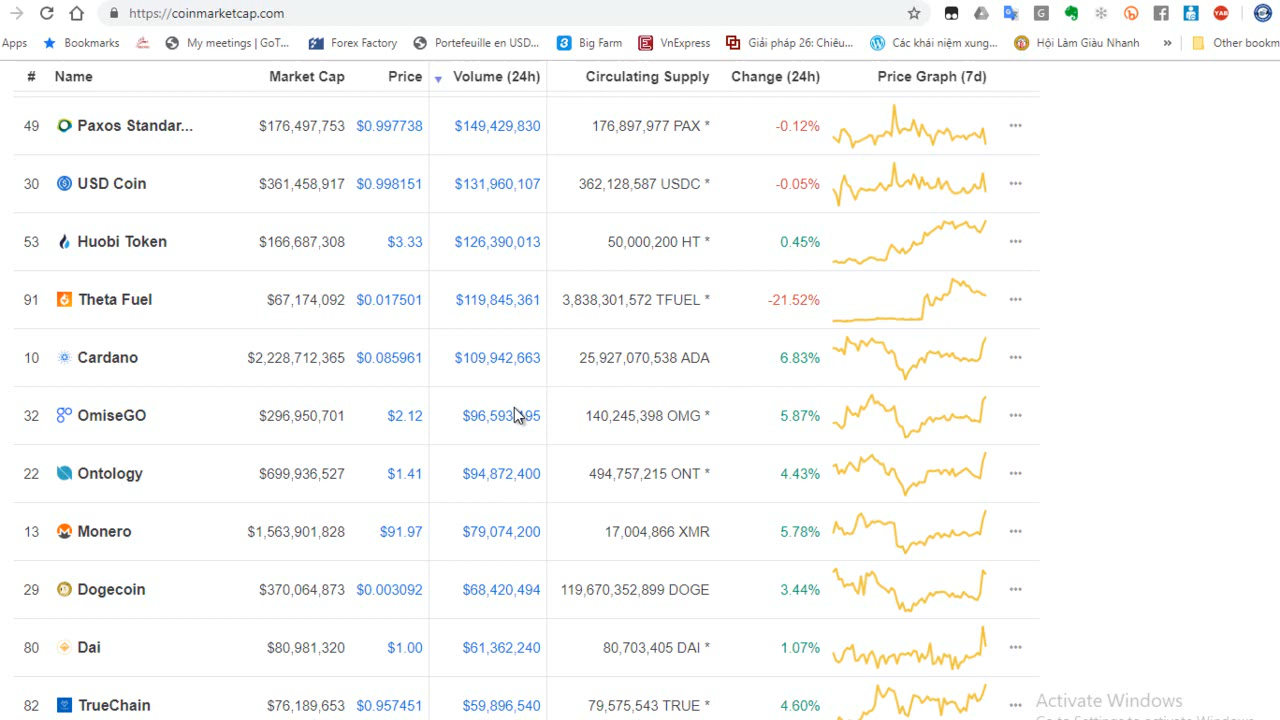 https://coinmarketcap.com
Apps Bookmarks My meetings | GoT... Forex Factory Portefeuille en USD... Big Farm VnExpress Giải pháp 26: Chiêu... Các khái niệm xung... Hội Làm Giàu Nhanh » Other bookm
# Name Market Cap Price Volume (24h) Circulating Supply Change (24h) Price Graph (7d)
49 Paxos Standar... $176,497,753 $0.997738 $149,429,830 176,897,977 PAX * -0.12%
30 USD Coin $361,458,917 $0.998151 $131,960,107 362,128,587 USDC * -0.05%
53 Huobi Token $166,687,308 $3.33 $126,390,013 50,000,200 HT * 0.45%
91 Theta Fuel $67,174,092 $0.017501 $119,845,361 3,838,301,572 TFUEL * -21.52%
10 Cardano $2,228,712,365 $0.085961 $109,942,663 25,927,070,538 ADA 6.83%
32 OmiseGO $296,950,701 $2.12 140,245,398 OMG * 5.87%
22 Ontology $699,936,527 $1.41 $94,872,400 494,757,215 ONT * 4.43%
13 Monero $1,563,901,828 $91.97 $79,074,200 17,004,866 XMR 5.78%
29 Dogecoin $370,064,873 $0.003092 $68,420,494 119,670,352,899 DOGE 3.44%
80 Dai $80,981,320 $1.00 $61,362,240 80,703,405 DAI * 1.07%
82 TrueChain $76,189,653 $0.957451 $59,896,540 79,575,543 TRUE * 4.60%
Activate Windows